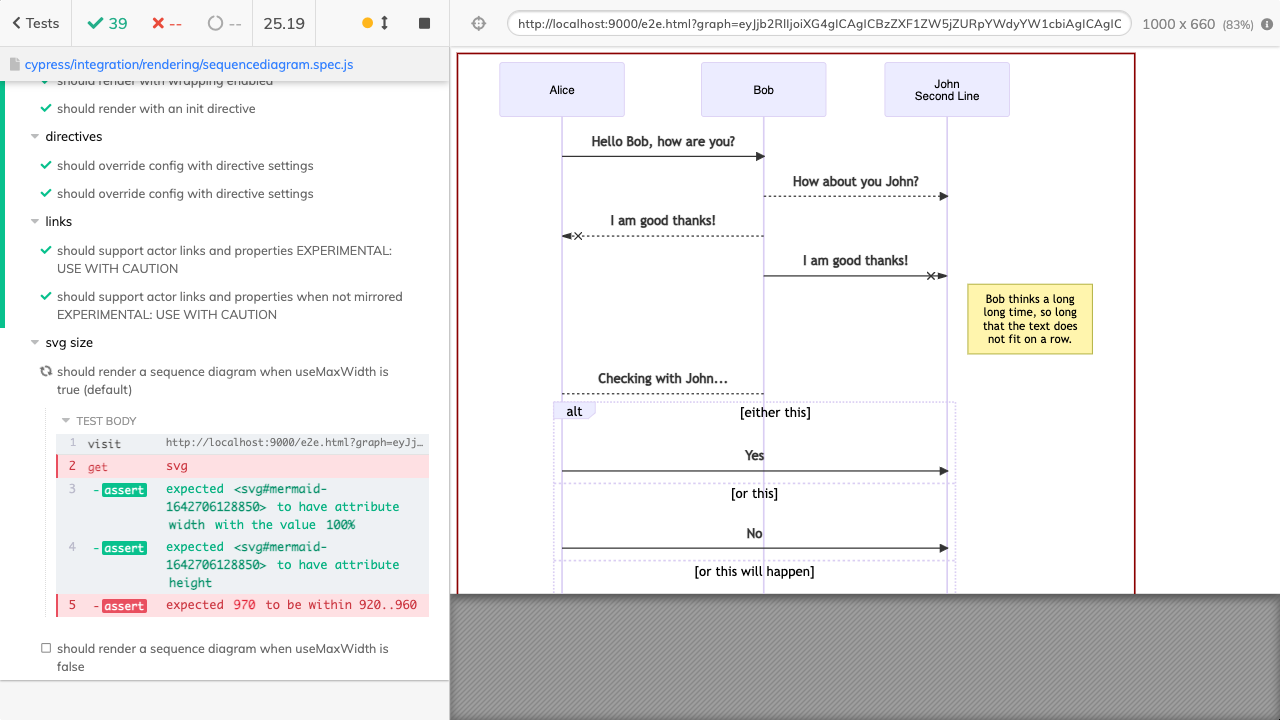 Tests
39
--
--
25.19
http://localhost:9000/e2e.html?graph=eyJjb2RlIjoiXG4gICAgICBzZXF1ZW5jZURpYWdyYW1cbiAgICAgIC
1000 x 660 (83%)
cypress/integration/rendering/sequencediagram.spec.js
should render with wrapping enabled
should render with an init directive
directives
should override config with directive settings
should override config with directive settings
links
should support actor links and properties EXPERIMENTAL:
USE WITH CAUTION
should support actor links and properties when not mirrored
EXPERIMENTAL: USE WITH CAUTION
svg size
should render a sequence diagram when useMaxWidth is
true (default)
TEST BODY
1 visit http://localhost:9000/e2e.html?graph=eyJj…
2 get svg
3 -assert expected <svg#mermaid-
1642706128850> to have attribute
width with the value 100%
4 -assert expected <svg#mermaid-
1642706128850> to have attribute
height
5 -assert expected 970 to be within 920..960
should render a sequence diagram when useMaxWidth is
false
Alice
Bob
John
Second Line
Hello Bob, how are you?
How about you John?
I am good thanks!
I am good thanks!
Bob thinks a long
long time, so long
that the text does
not fit on a row.
Checking with John...
alt
[either this]
Yes
[or this]
No
[or this will happen]